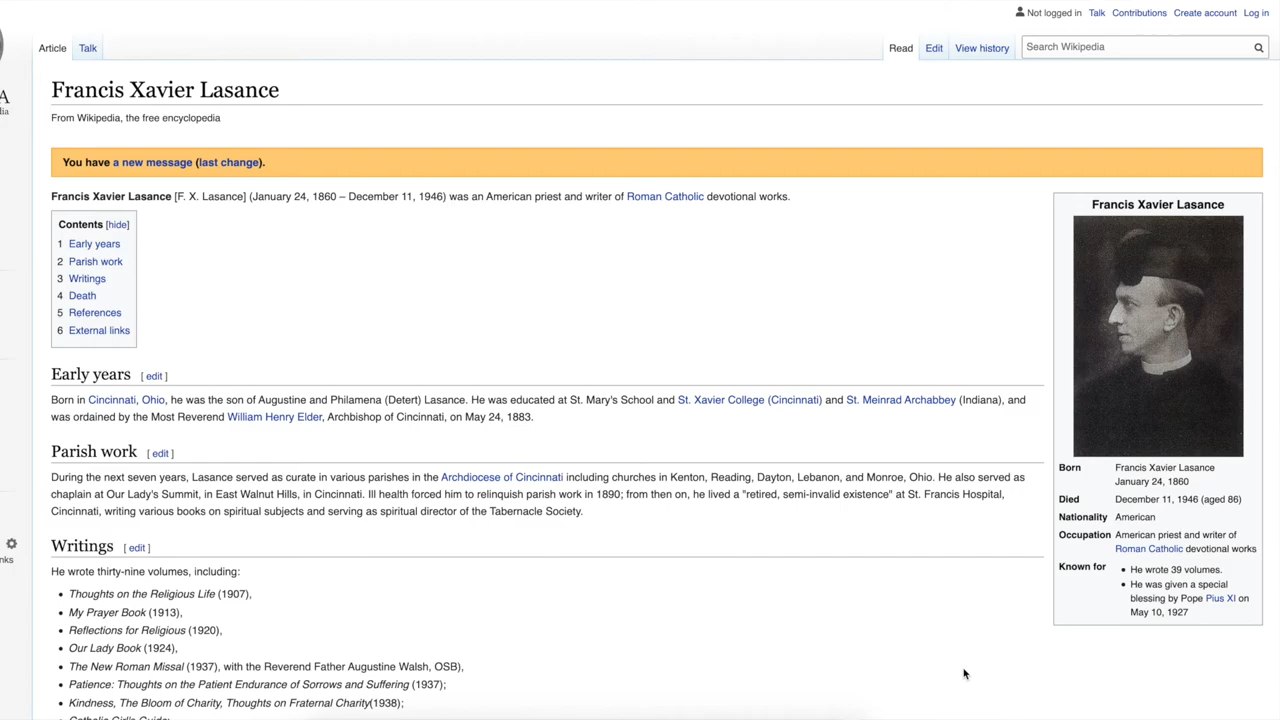 Not logged in Talk Contributions Create account Log in
Article Talk
Read Edit View history Search Wikipedia
A
dia
Francis Xavier Lasance
From Wikipedia, the free encyclopedia
You have a new message (last change).
Francis Xavier Lasance [F. X. Lasance] (January 24, 1860 – December 11, 1946) was an American priest and writer of Roman Catholic devotional works.
Contents [hide]
1 Early years
2 Parish work
3 Writings
4 Death
5 References
6 External links
Early years [ edit ]
Born in Cincinnati, Ohio, he was the son of Augustine and Philamena (Detert) Lasance. He was educated at St. Mary's School and St. Xavier College (Cincinnati) and St. Meinrad Archabbey (Indiana), and
was ordained by the Most Reverend William Henry Elder, Archbishop of Cincinnati, on May 24, 1883.
Parish work [ edit ]
During the next seven years, Lasance served as curate in various parishes in the Archdiocese of Cincinnati including churches in Kenton, Reading, Dayton, Lebanon, and Monroe, Ohio. He also served as
chaplain at Our Lady's Summit, in East Walnut Hills, in Cincinnati. Ill health forced him to relinquish parish work in 1890; from then on, he lived a "retired, semi-invalid existence" at St. Francis Hospital,
Cincinnati, writing various books on spiritual subjects and serving as spiritual director of the Tabernacle Society.
Writings [ edit ]
He wrote thirty-nine volumes, including:
• Thoughts on the Religious Life (1907),
• My Prayer Book (1913),
• Reflections for Religious (1920),
• Our Lady Book (1924),
• The New Roman Missal (1937), with the Reverend Father Augustine Walsh, OSB),
• Patience: Thoughts on the Patient Endurance of Sorrows and Suffering (1937);
• Kindness, The Bloom of Charity, Thoughts on Fraternal Charity(1938);
• Catholic Girl's Guide;
nks
Francis Xavier Lasance
Born Francis Xavier Lasance
January 24, 1860
Died December 11, 1946 (aged 86)
Nationality American
Occupation American priest and writer of
Roman Catholic devotional works
Known for • He wrote 39 volumes.
• He was given a special
blessing by Pope Pius XI on
May 10, 1927